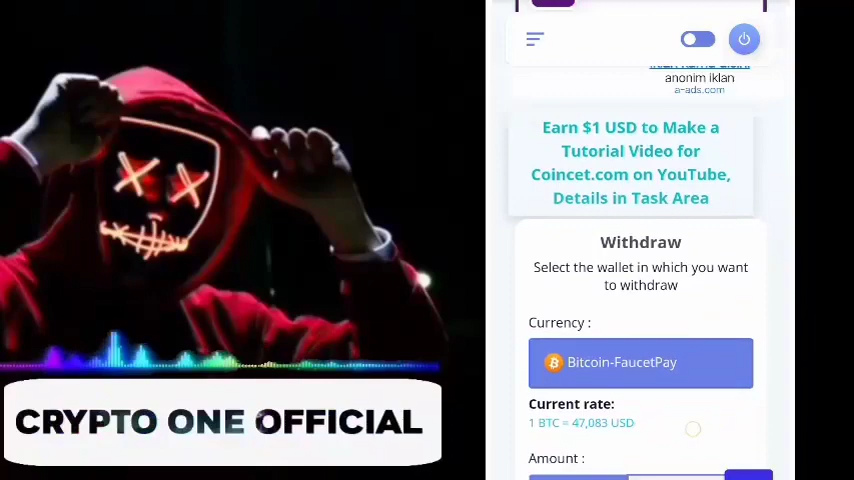 anonim iklan
a-ads.com
Earn $1 USD to Make a
Tutorial Video for
Coincet.com on YouTube,
Details in Task Area
Withdraw
Select the wallet in which you want
to withdraw
Currency :
Bitcoin-FaucetPay
Current rate:
1 BTC = 47,083 USD
Amount :
CRYPTO ONE OFFICIAL